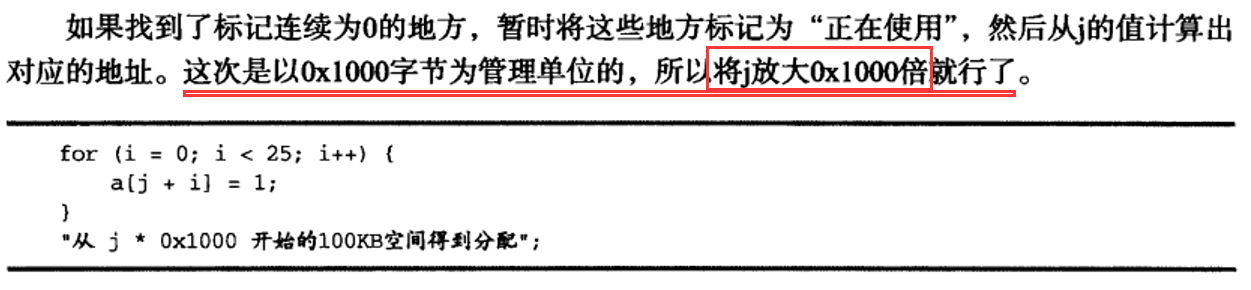 如果找到了标记连续为0的地方，暂时将这些地方标记为“正在使用”，然后从j的值计算出
对应的地址。这次是以0x1000字节为管理单位的，所以将j放大0x1000倍就行了。
for (i = 0; i < 25; i++) {
a[j + i] = 1;
}
"从 j * 0x1000 开始的100KB空间得到分配";